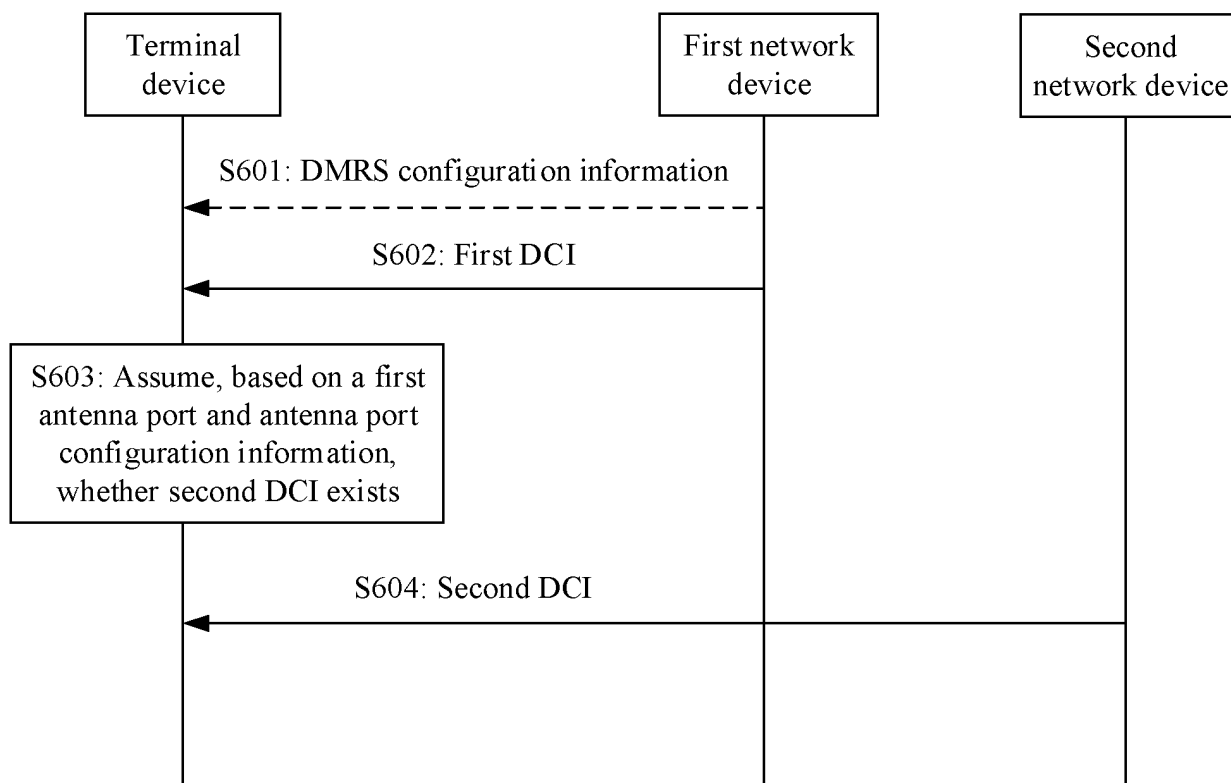 Terminal
device
First network
device
Second
network device
S601: DMRS configuration information
S602: First DCI
S603: Assume, based on a first
antenna port and antenna port
configuration information,
whether second DCI exists
S604: Second DCI